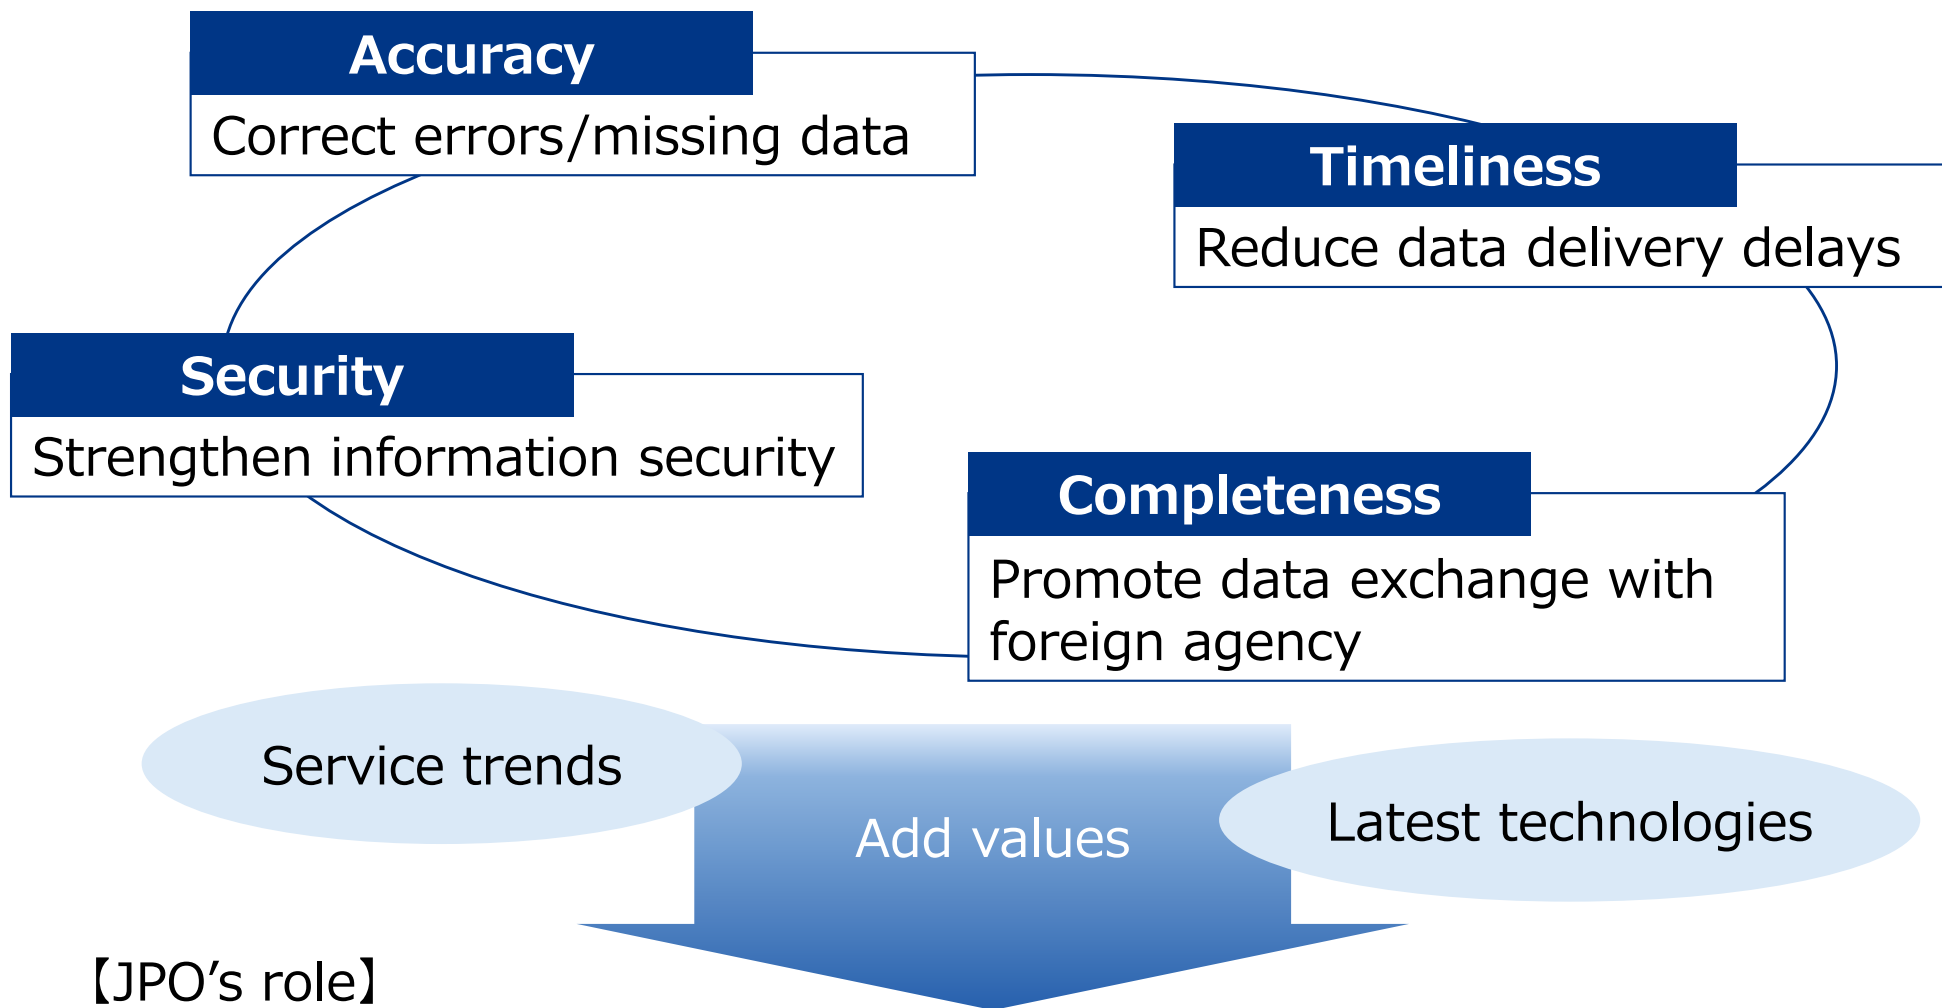 Accuracy
Correct errors/missing data
Timeliness
Reduce data delivery delays
Security
Strengthen information security
Completeness
Promote data exchange with
foreign agency
Service trends
Add values
Latest technologies
【JPO’s role】